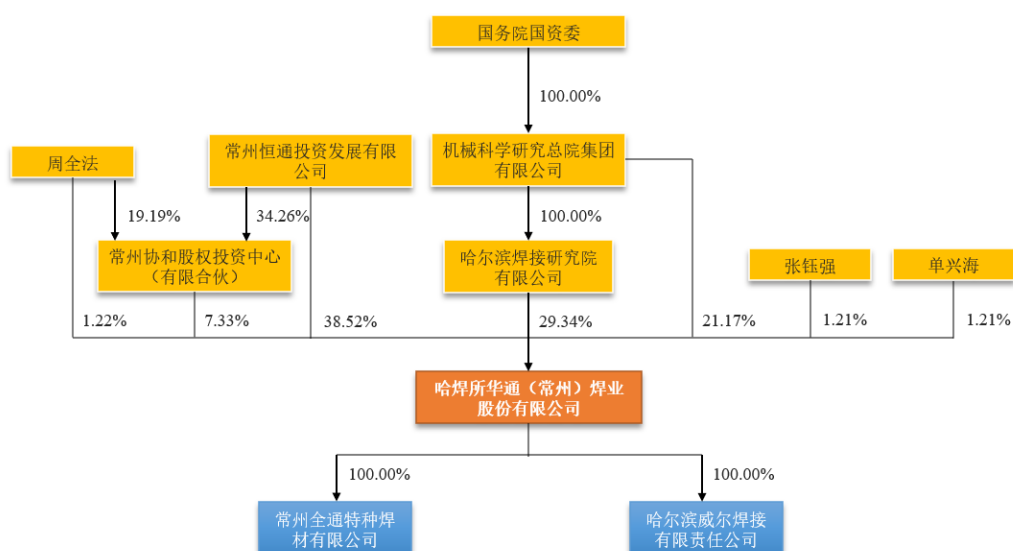 国务院国资委
100.00%
周全法
常州恒通投资发展有限
公司
机械科学研究总院集团
有限公司
19.19%
34.26%
100.00%
常州协和股权投资中心
（有限合伙）
哈尔滨焊接研究院
有限公司
张钰强
单兴海
1.22%
7.33%
38.52%
29.34%
21.17%
1.21%
1.21%
哈焊所华通（常州）焊业
股份有限公司
100.00%
100.00%
常州全通特种焊
材有限公司
哈尔滨威尔焊接
有限责任公司